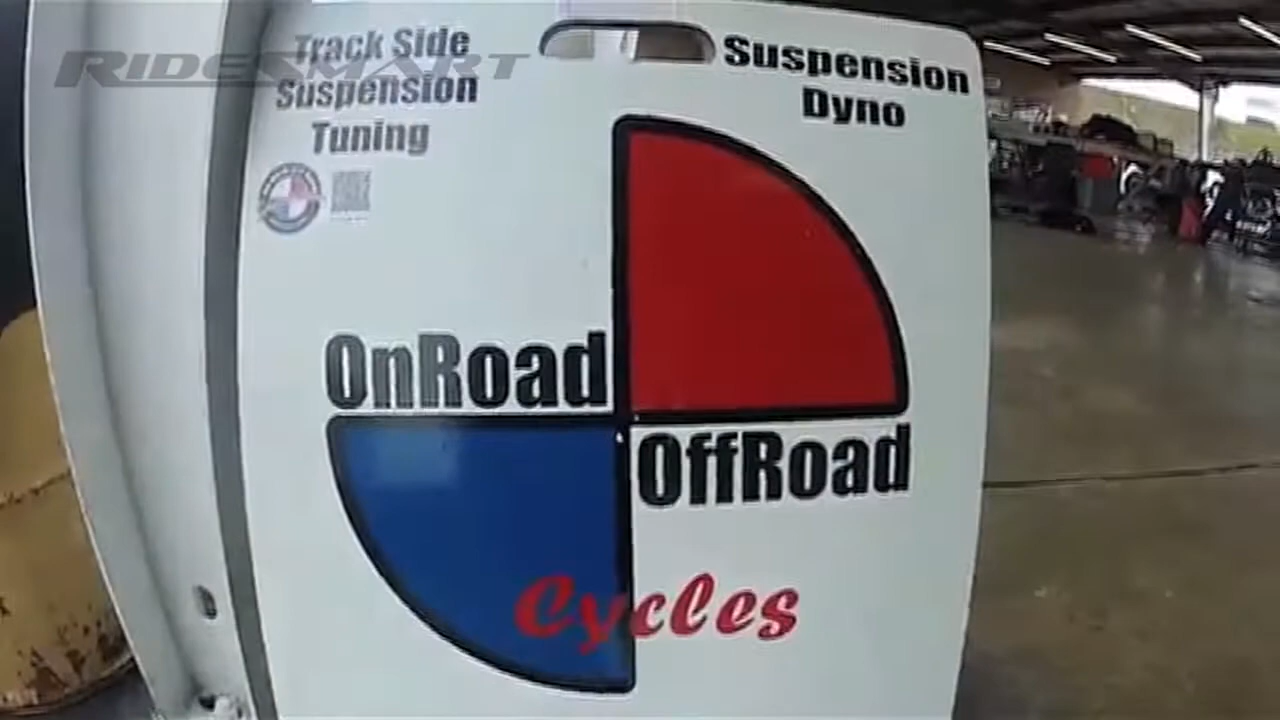 RIDESMART
Track Side
Suspension
Tuning
Suspension
Dyno
OnRoad
OffRoad
Cycles